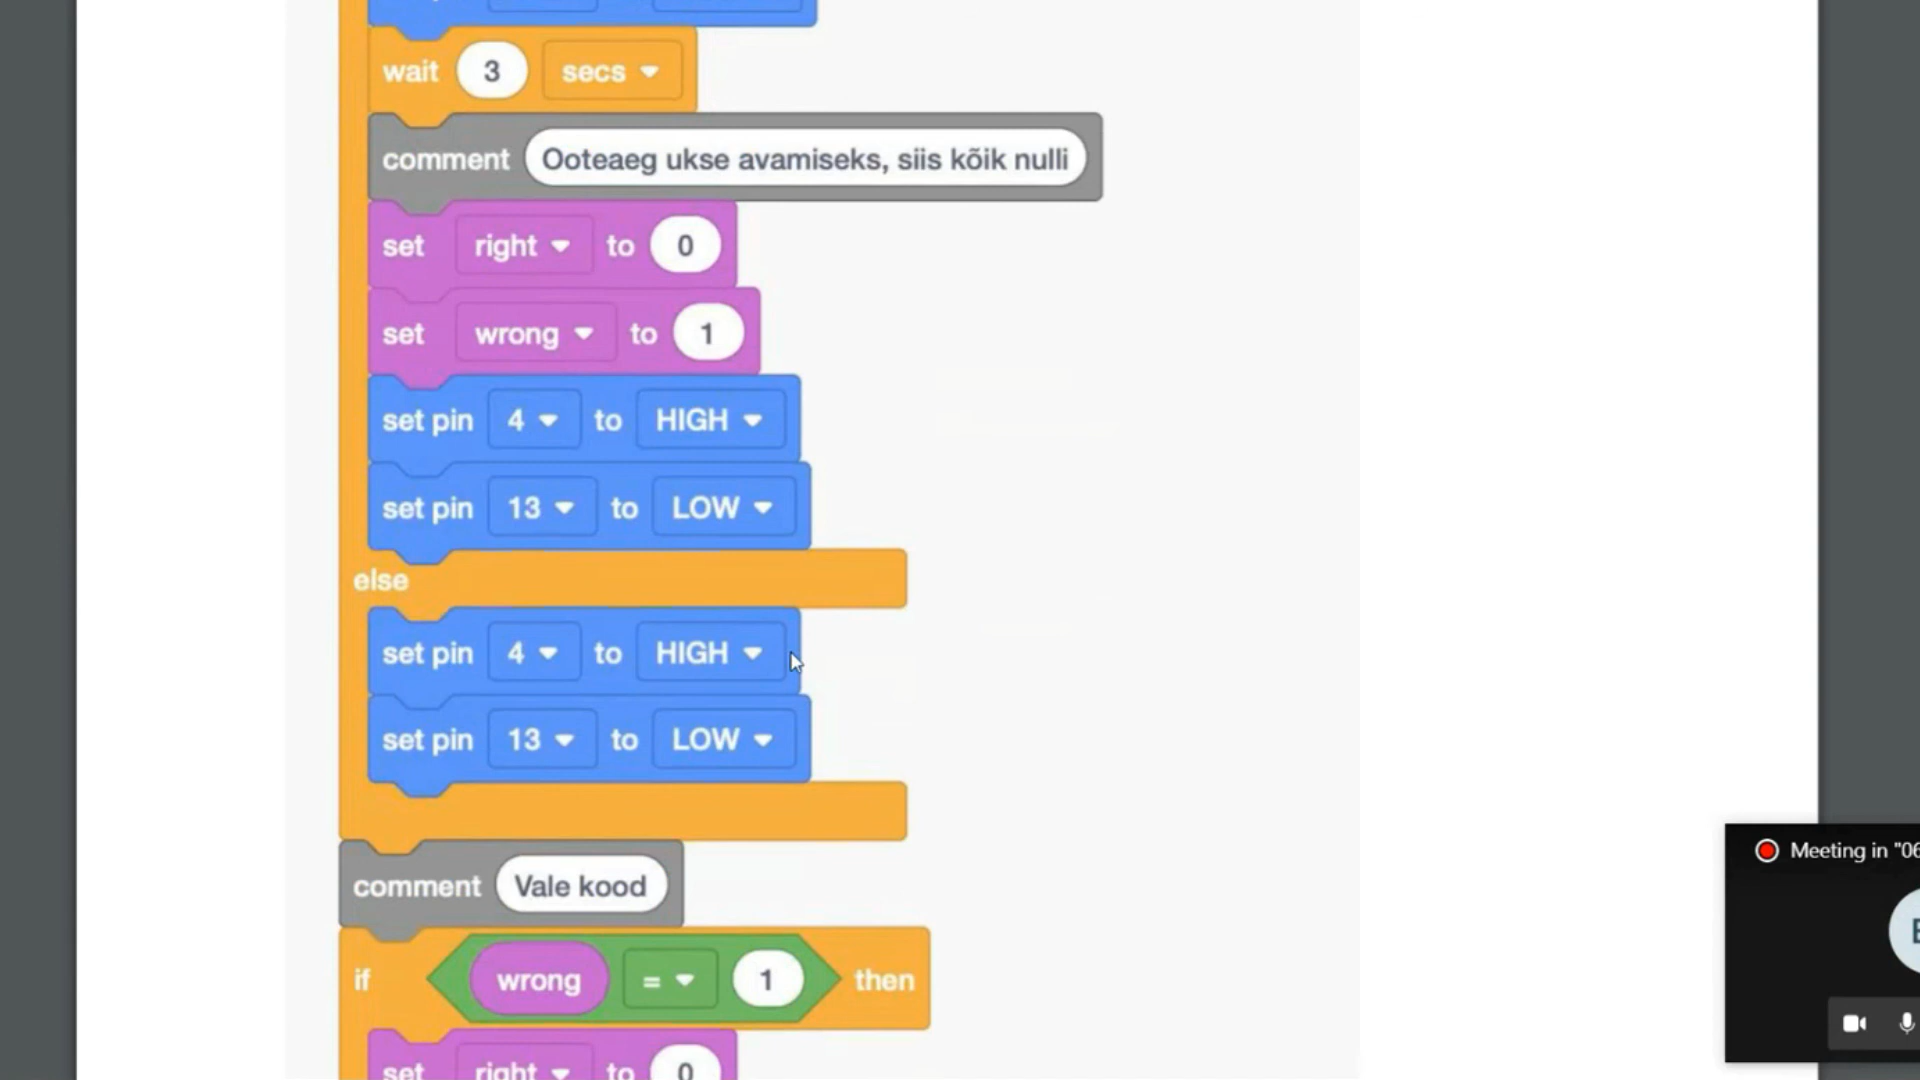 wait 3 secs
comment Ooteaeg ukse avamiseks, siis kõik nulli
set right to 0
set wrong to 1
set pin 4 to HIGH
set pin 13 to LOW
else
set pin 4 to HIGH
set pin 13 to LOW
comment Vale kood
if wrong = 1 then
set right to 0
Meeting in "06